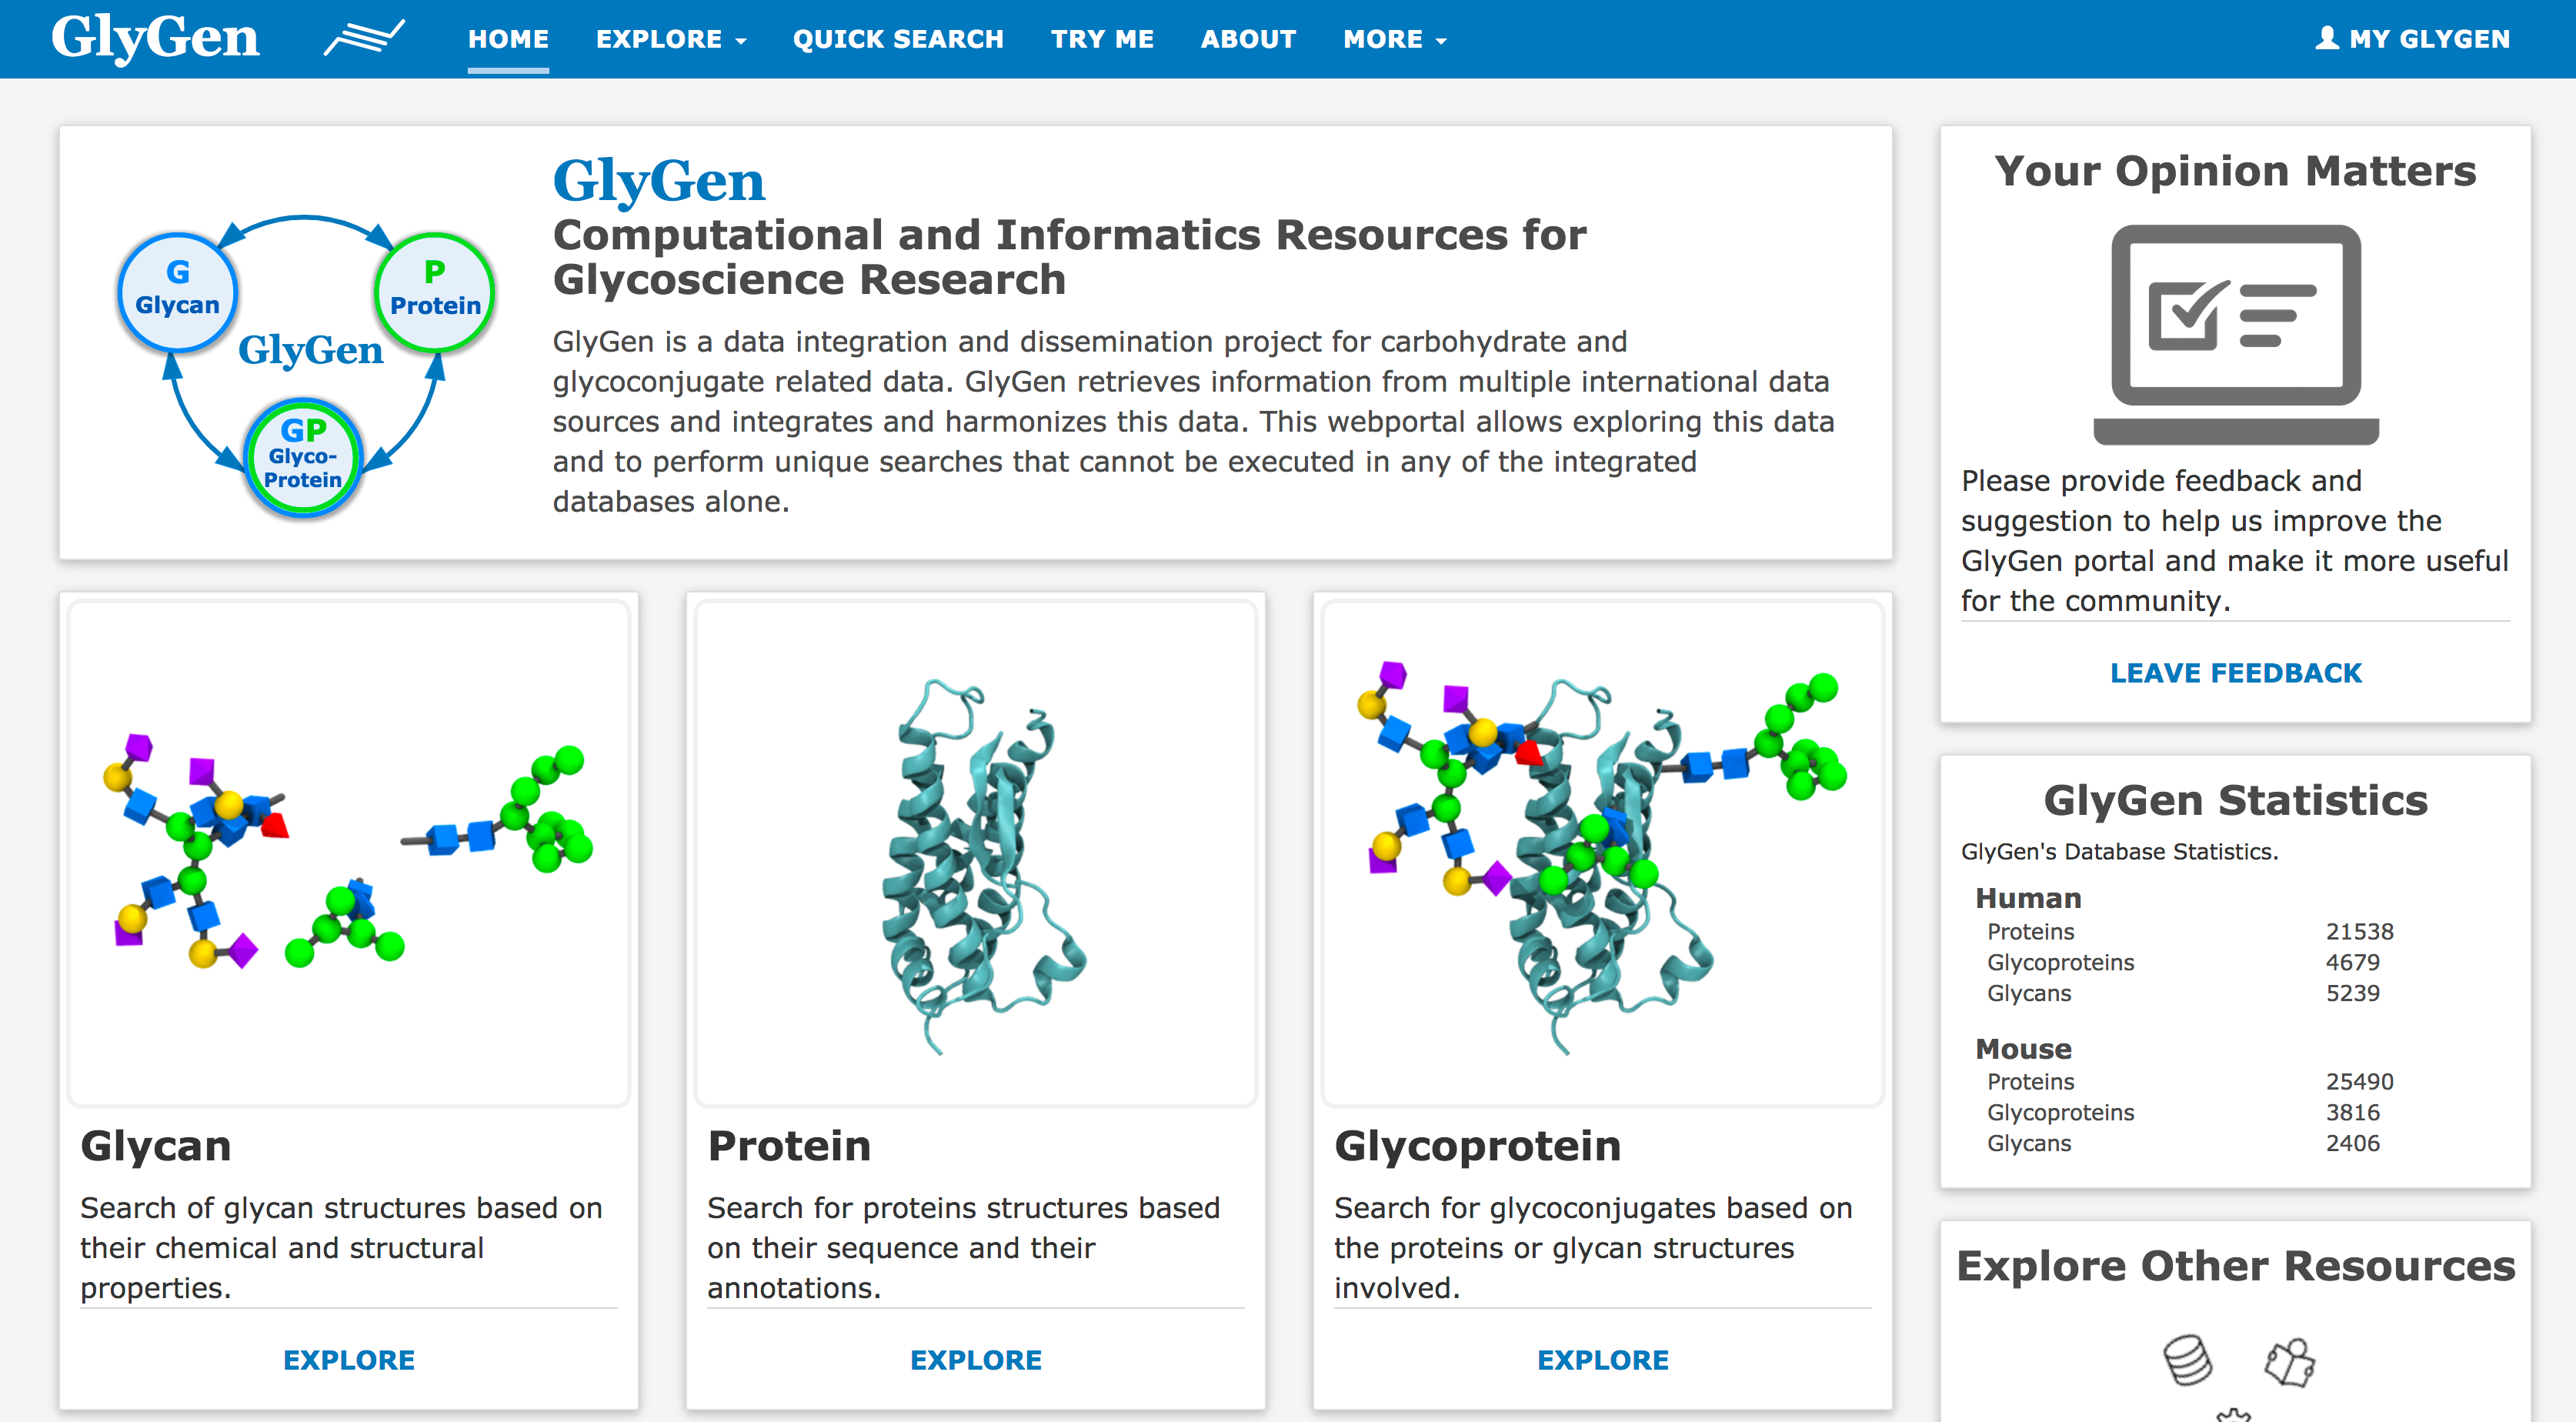 GlyGen
HOME
EXPLORE
QUICK SEARCH
TRY ME
ABOUT
MORE
MY GLYGEN
G
Glycan
P
Protein
GlyGen
GP
Glyco-
Protein
GlyGen
Computational and Informatics Resources for
Glycoscience Research
GlyGen is a data integration and dissemination project for carbohydrate and
glycoconjugate related data. GlyGen retrieves information from multiple international data
sources and integrates and harmonizes this data. This webportal allows exploring this data
and to perform unique searches that cannot be executed in any of the integrated
databases alone.
Glycan
Search of glycan structures based on
their chemical and structural
properties.
EXPLORE
Protein
Search for proteins structures based
on their sequence and their
annotations.
EXPLORE
Glycoprotein
Search for glycoconjugates based on
the proteins or glycan structures
involved.
EXPLORE
Your Opinion Matters
Please provide feedback and
suggestion to help us improve the
GlyGen portal and make it more useful
for the community.
LEAVE FEEDBACK
GlyGen Statistics
GlyGen's Database Statistics.
Human
Proteins 21538
Glycoproteins 4679
Glycans 5239
Mouse
Proteins 25490
Glycoproteins 3816
Glycans 2406
Explore Other Resources